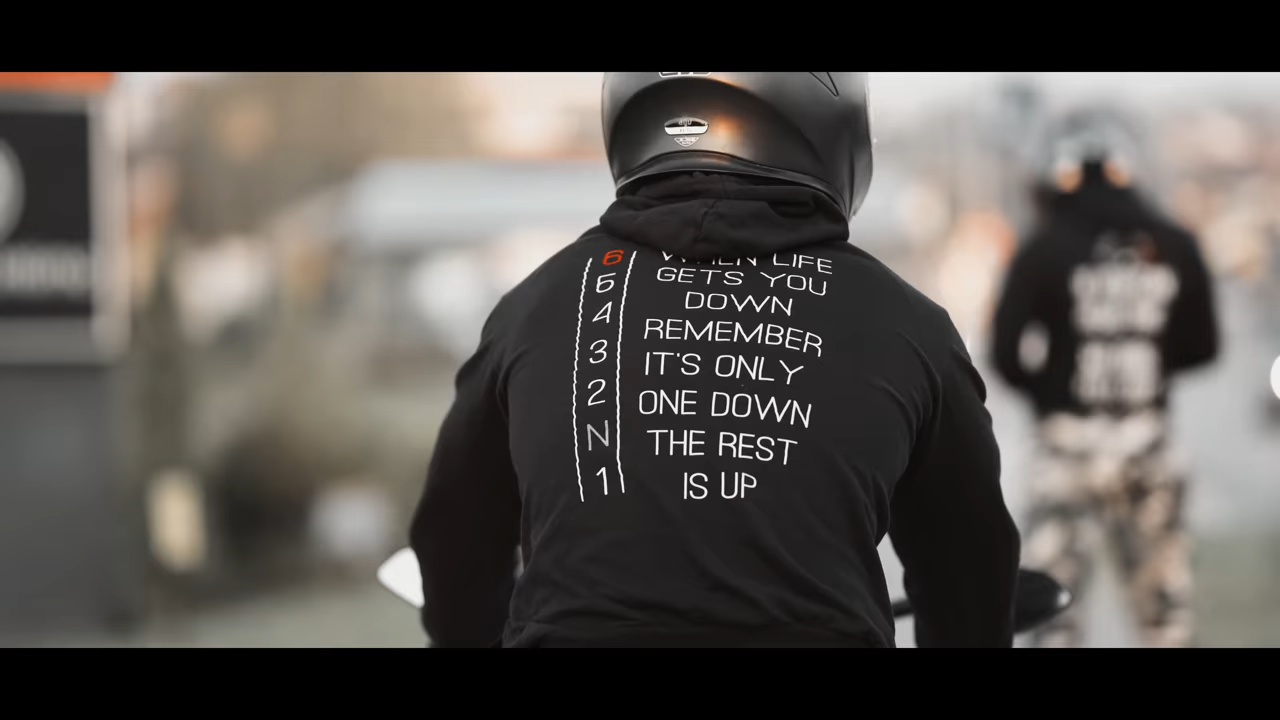 6
5
4
3
2
N
1
WHEN LIFE
GETS YOU
DOWN
REMEMBER
IT'S ONLY
ONE DOWN
THE REST
IS UP